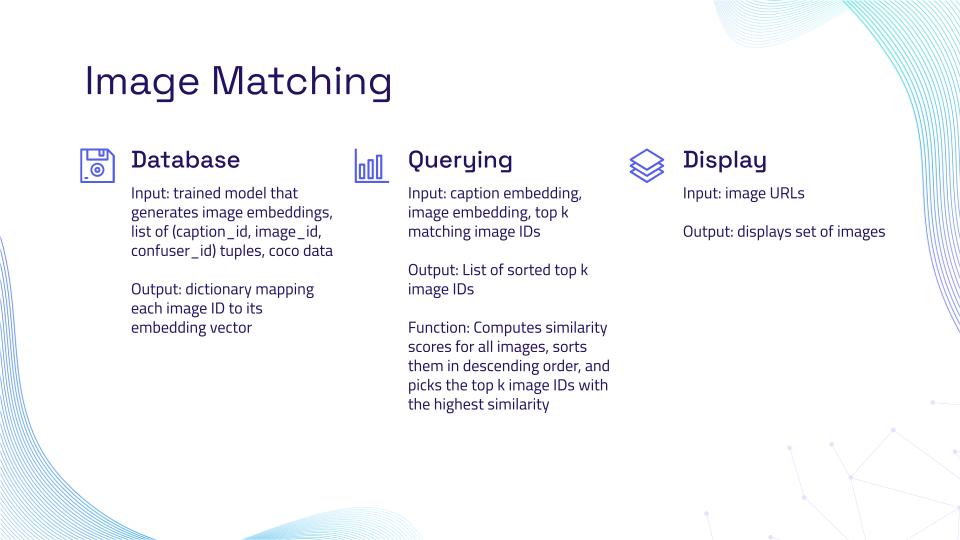 Image Matching
Database
Input: trained model that
generates image embeddings,
list of (caption_id, image_id,
confuser_id) tuples, coco data
Output: dictionary mapping
each image ID to its
embedding vector
Querying
Input: caption embedding,
image embedding, top k
matching image IDs
Output: List of sorted top k
image IDs
Function: Computes similarity
scores for all images, sorts
them in descending order, and
picks the top k image IDs with
the highest similarity
Display
Input: image URLs
Output: displays set of images